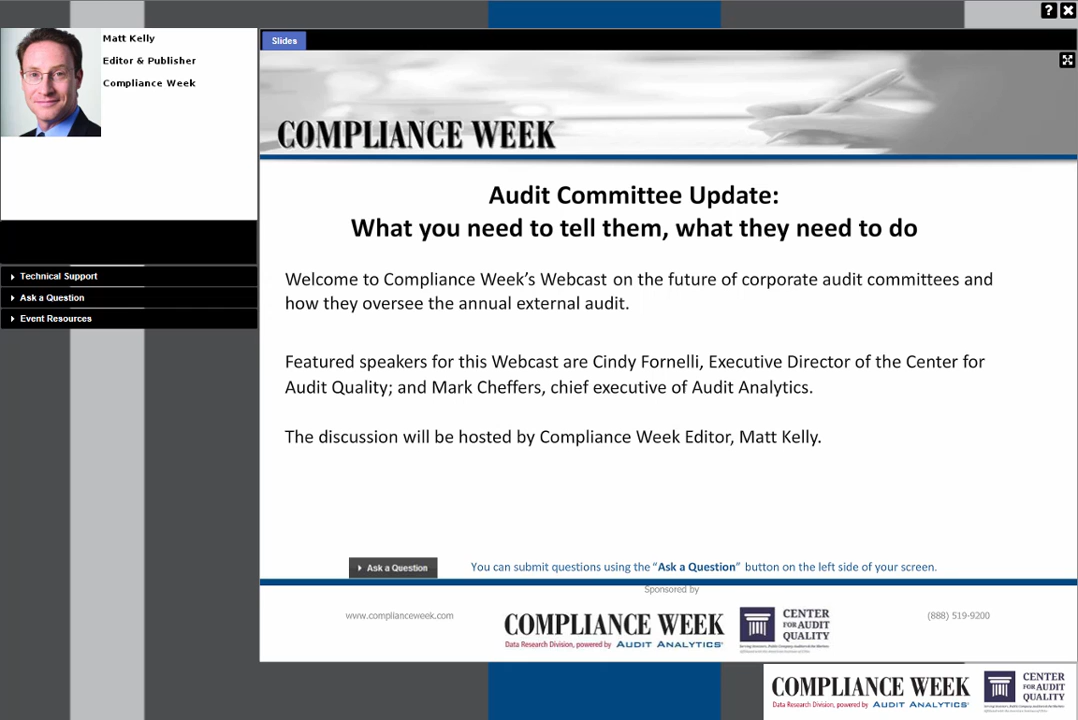 ? X
Matt Kelly
Editor & Publisher
Compliance Week
Technical Support
Ask a Question
Event Resources
Slides
COMPLIANCE WEEK
Audit Committee Update:
What you need to tell them, what they need to do
Welcome to Compliance Week’s Webcast on the future of corporate audit committees and
how they oversee the annual external audit.
Featured speakers for this Webcast are Cindy Fornelli, Executive Director of the Center for
Audit Quality; and Mark Cheffers, chief executive of Audit Analytics.
The discussion will be hosted by Compliance Week Editor, Matt Kelly.
Ask a Question
You can submit questions using the “Ask a Question” button on the left side of your screen.
Sponsored by
www.complianceweek.com
COMPLIANCE WEEK
Data Research Division, powered by AUDIT ANALYTICS
CENTER
FOR AUDIT
QUALITY
(888) 519-9200
COMPLIANCE WEEK
Data Research Division, powered by AUDIT ANALYTICS
CENTER
FOR AUDIT
QUALITY